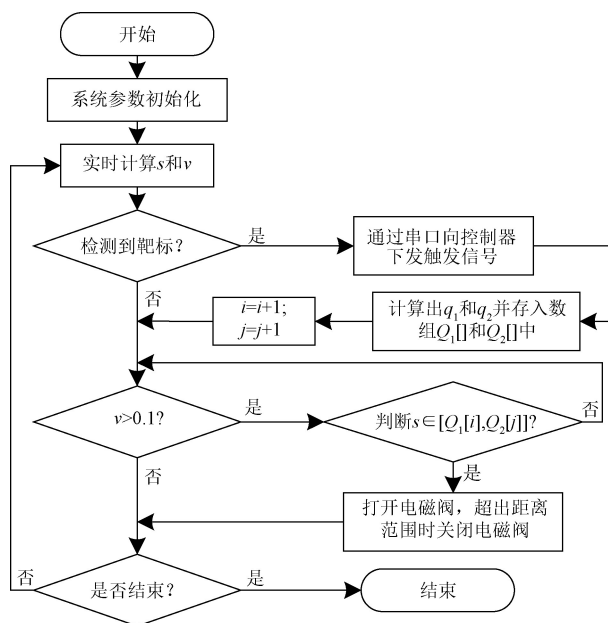 开始
系统参数初始化
实时计算s和v
检测到靶标?
是
通过串口向控制器
下发触发信号
否
i=i+1;
j=j+1
计算出q₁和q₂并存入数
组Q₁[]和Q₂[]中
v>0.1?
是
判断s∈[Q₁[i],Q₂[j]]?
否
否
是
打开电磁阀，超出距离
范围时关闭电磁阀
否
是否结束?
是
结束